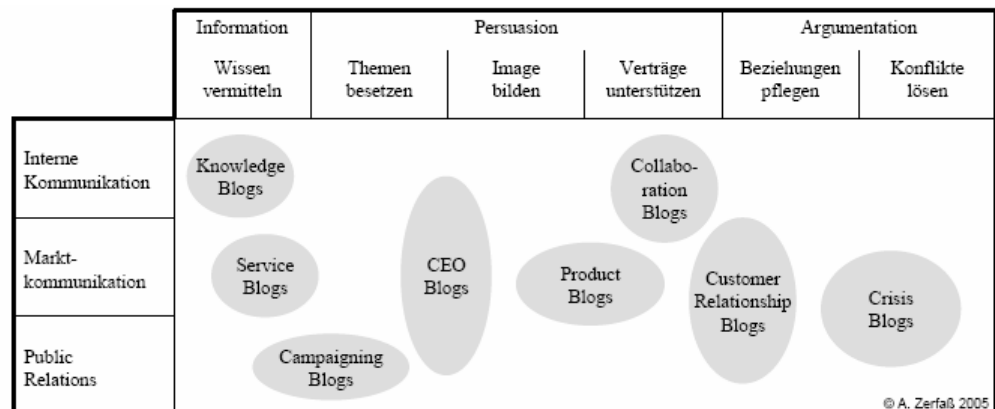 Information
Persuasion
Argumentation
Wissen
vermitteln
Themen
besetzen
Image
bilden
Verträge
unterstützen
Beziehungen
pflegen
Konflikte
lösen
Interne
Kommunikation
Knowledge
Blogs
Collabo-
ration
Blogs
Markt-
kommunikation
Service
Blogs
CEO
Blogs
Product
Blogs
Customer
Relationship
Blogs
Crisis
Blogs
Public
Relations
Campaigning
Blogs
© A. Zerfaß 2005